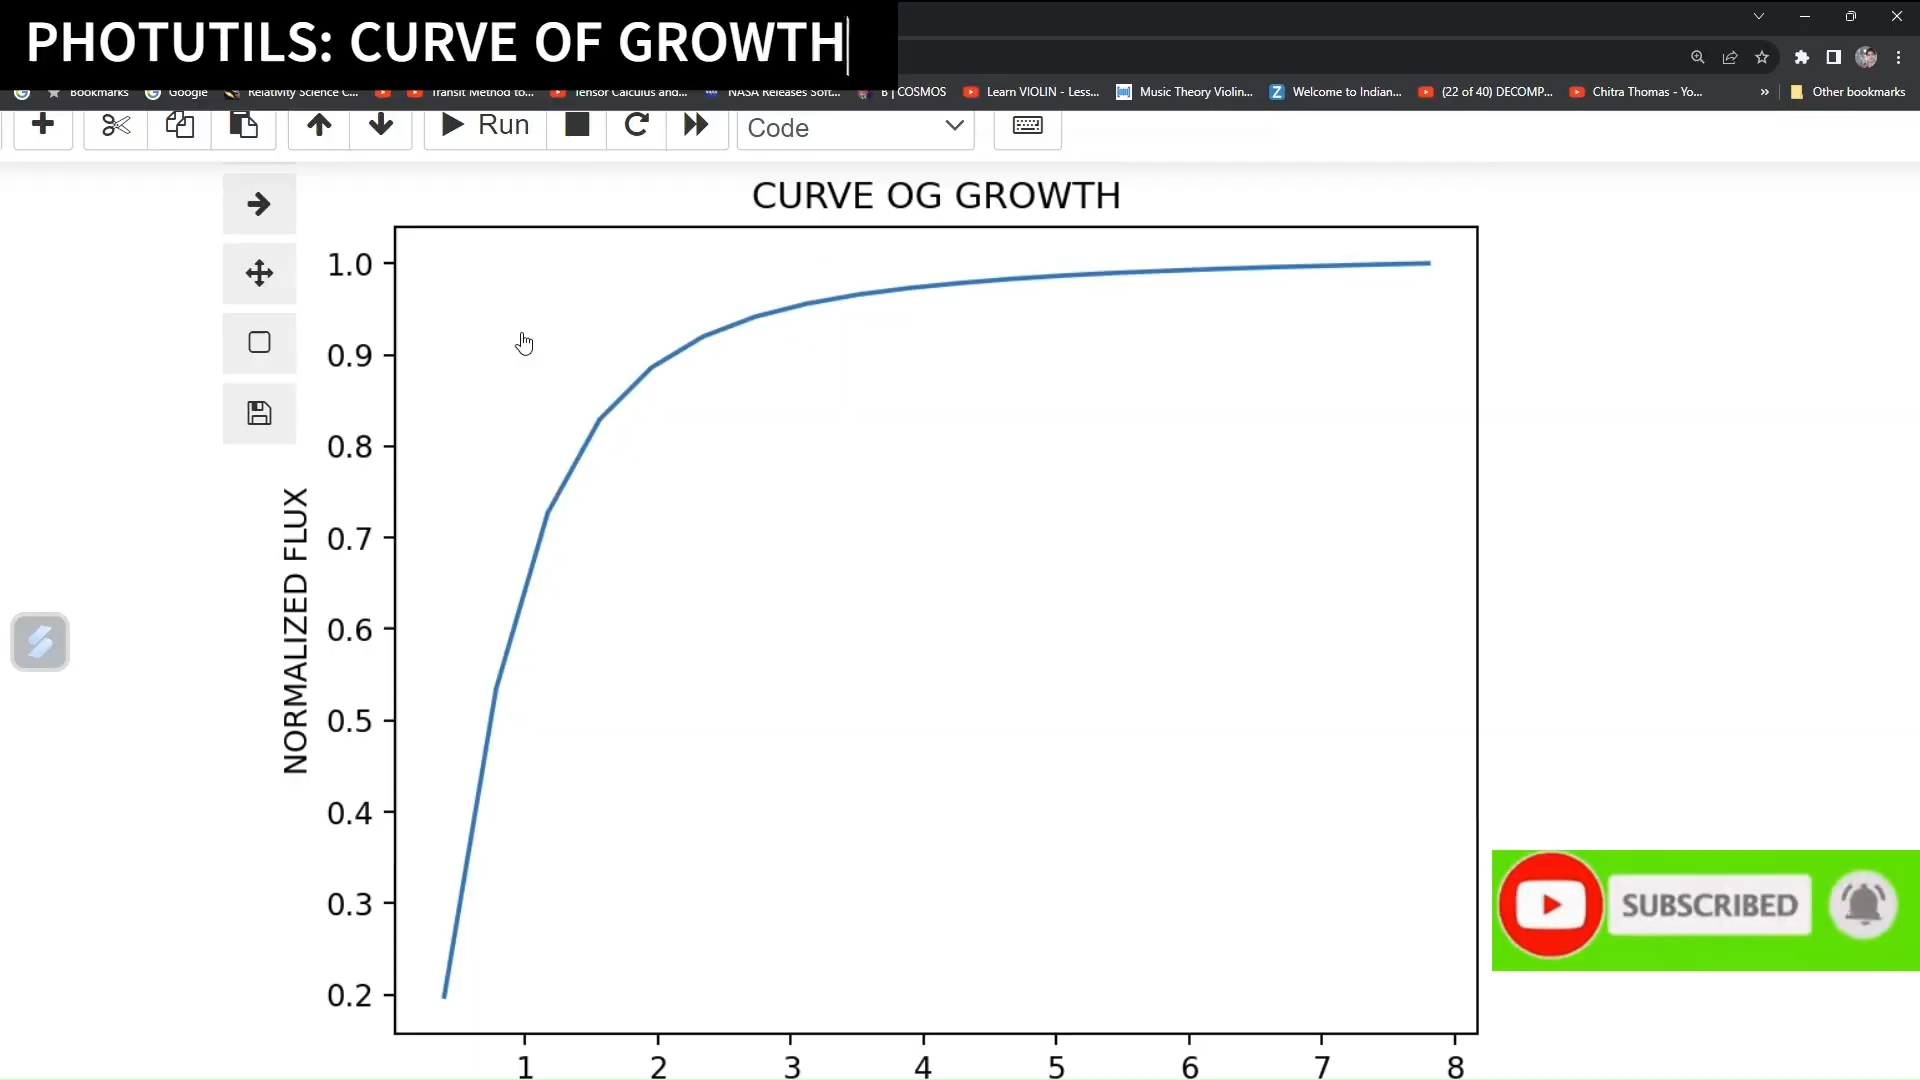 PHOTUTILS: CURVE OF GROWTH
Bookmarks Google Relativity Science C... Transit Method to... Tensor Calculus and... NASA Releases Soft... B | COSMOS Learn VIOLIN - Less... Music Theory Violin... Welcome to Indian... (22 of 40) DECOMP... Chitra Thomas - Yo... » Other bookmarks
Run Code
CURVE OG GROWTH
1.0
0.9
0.8
0.7
0.6
0.5
0.4
0.3
0.2
NORMALIZED FLUX
SUBSCRIBED
1 2 3 4 5 6 7 8